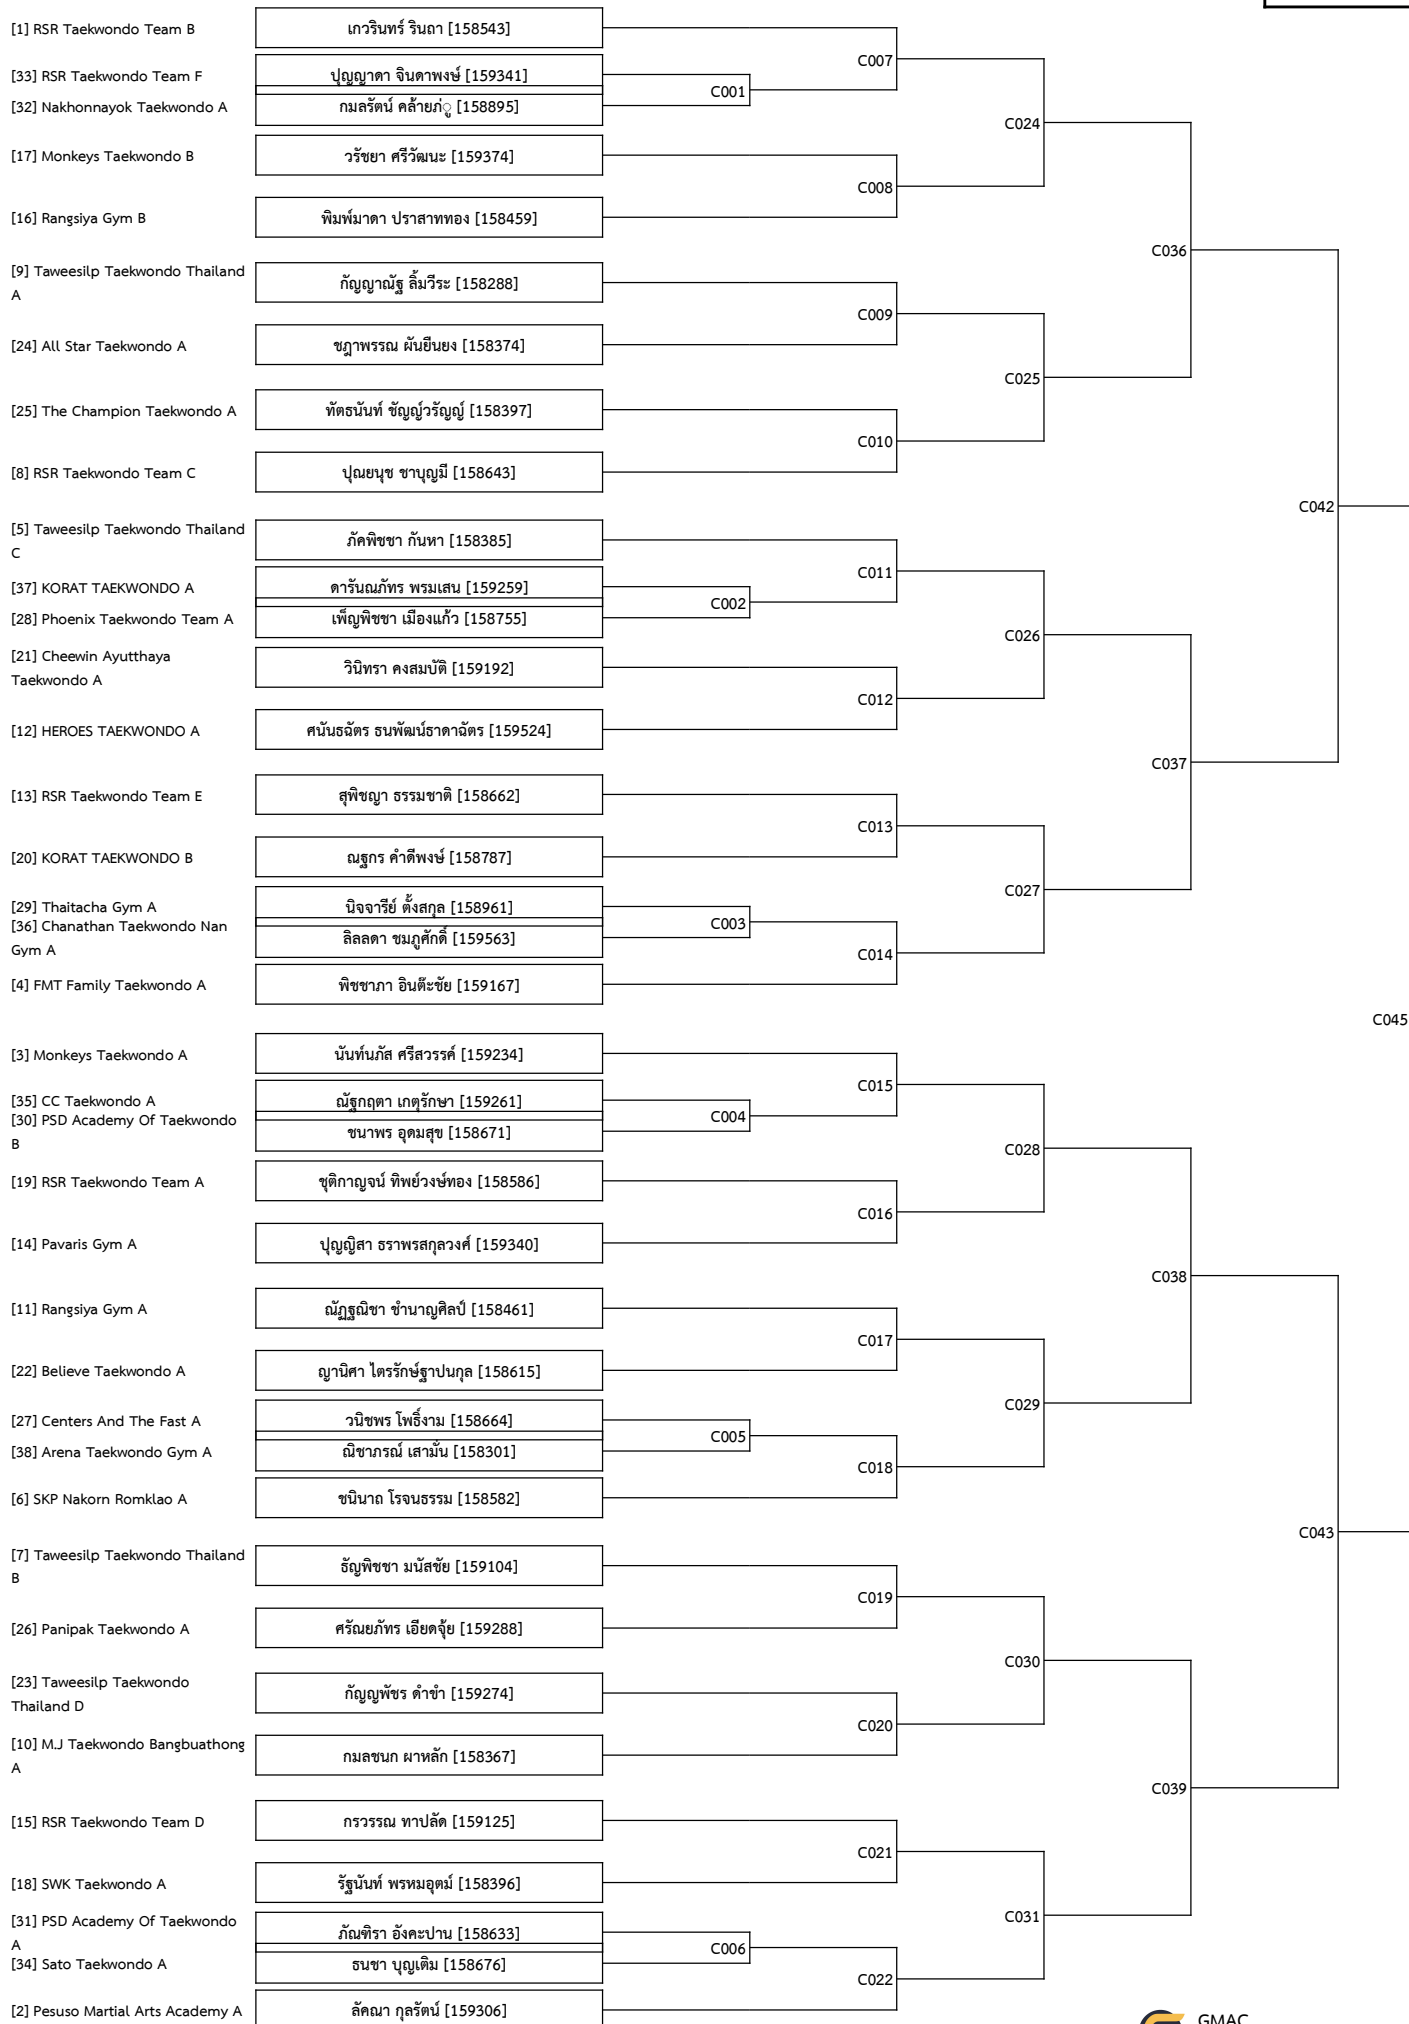 [1] RSR Taekwondo Team B
เกวรินทร์ รินถา [158543]
C007
[33] RSR Taekwondo Team F
ปุญญาดา จินดาพงษ์ [159341]
C001
[32] Nakhonnayok Taekwondo A
กมลรัตน์ คล้ายภู่ [158895]
C024
[17] Monkeys Taekwondo B
วรัชยา ศรีวัฒนะ [159374]
C008
[16] Rangsiya Gym B
พิมพ์มาดา ปราสาททอง [158459]
C036
[9] Taweesilp Taekwondo Thailand
A
กัญญาณัฐ ลิ้มวีระ [158288]
C009
[24] All Star Taekwondo A
ชฎาพรรณ ผันยืนยง [158374]
C025
[25] The Champion Taekwondo A
ทัตธนันท์ ชัญญ์วรัญญ์ [158397]
C010
[8] RSR Taekwondo Team C
ปุณยนุช ชาบุญมี [158643]
C042
[5] Taweesilp Taekwondo Thailand
C
ภัคพิชชา กันหา [158385]
C011
[37] KORAT TAEKWONDO A
ดารันณภัทร พรมเสน [159259]
C002
[28] Phoenix Taekwondo Team A
เพ็ญพิชชา เมืองแก้ว [158755]
C026
[21] Cheewin Ayutthaya
Taekwondo A
วินิทรา คงสมบัติ [159192]
C012
[12] HEROES TAEKWONDO A
ศนันธฉัตร ธนพัฒน์ธาดาฉัตร [159524]
C037
[13] RSR Taekwondo Team E
สุพิชญา ธรรมชาติ [158662]
C013
[20] KORAT TAEKWONDO B
ณฐกร คำดีพงษ์ [158787]
C027
[29] Thaitacha Gym A
นิจจารีย์ ตั้งสกุล [158961]
C003
[36] Chanathan Taekwondo Nan
Gym A
ลิลลดา ชมภูศักดิ์ [159563]
C014
[4] FMT Family Taekwondo A
พิชชาภา อินต๊ะชัย [159167]
C045
[3] Monkeys Taekwondo A
นันท์นภัส ศรีสวรรค์ [159234]
C015
[35] CC Taekwondo A
ณัฐกฤตา เกตุรักษา [159261]
C004
[30] PSD Academy Of Taekwondo
B
ชนาพร อุดมสุข [158671]
C028
[19] RSR Taekwondo Team A
ชุติกาญจน์ ทิพย์วงษ์ทอง [158586]
C016
[14] Pavaris Gym A
ปุญญิสา ธราพรสกุลวงศ์ [159340]
C038
[11] Rangsiya Gym A
ณัฏฐณิชา ชำนาญศิลป์ [158461]
C017
[22] Believe Taekwondo A
ญานิศา ไตรรักษ์ฐาปนกุล [158615]
C029
[27] Centers And The Fast A
วนิชพร โพธิ์งาม [158664]
C005
[38] Arena Taekwondo Gym A
ณิชาภรณ์ เสามั่น [158301]
C018
[6] SKP Nakorn Romklao A
ชนินาถ โรจนธรรม [158582]
C043
[7] Taweesilp Taekwondo Thailand
B
ธัญพิชชา มนัสชัย [159104]
C019
[26] Panipak Taekwondo A
ศรัณยภัทร เอียดจุ้ย [159288]
C030
[23] Taweesilp Taekwondo
Thailand D
กัญญพัชร ดำขำ [159274]
C020
[10] M.J Taekwondo Bangbuathong
A
กมลชนก ผาหลัก [158367]
C039
[15] RSR Taekwondo Team D
กรวรรณ ทาปลัด [159125]
C021
[18] SWK Taekwondo A
รัฐนันท์ พรหมอุตม์ [158396]
C031
[31] PSD Academy Of Taekwondo
A
ภัณฑิรา อังคะปาน [158633]
C006
[34] Sato Taekwondo A
ธนชา บุญเติม [158676]
C022
[2] Pesuso Martial Arts Academy A
ลัคณา กุลรัตน์ [159306]
GMAC